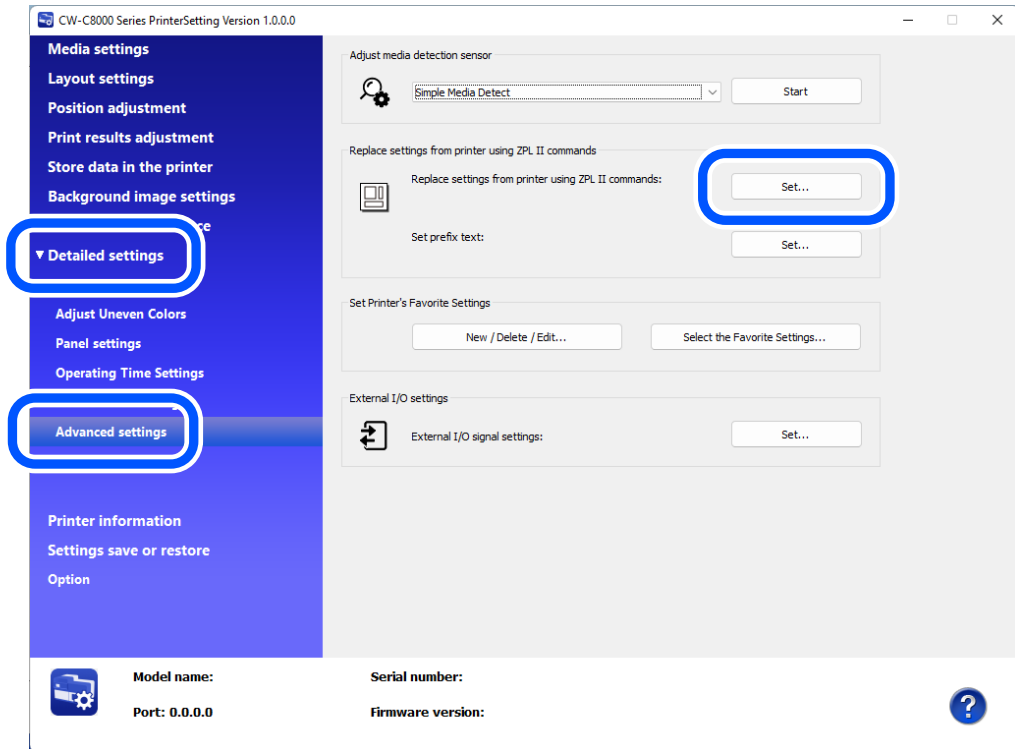 CW-C8000 Series PrinterSetting Version 1.0.0.0
Media settings
Layout settings
Position adjustment
Print results adjustment
Store data in the printer
Background image settings
▼ Detailed settings
Adjust Uneven Colors
Panel settings
Operating Time Settings
Advanced settings
Printer information
Settings save or restore
Option
Adjust media detection sensor
Simple Media Detect
Start
Replace settings from printer using ZPL II commands
Replace settings from printer using ZPL II commands:
Set...
Set prefix text:
Set...
Set Printer's Favorite Settings
New / Delete / Edit...
Select the Favorite Settings...
External I/O settings
External I/O signal settings:
Set...
Model name:
Serial number:
Port: 0.0.0.0
Firmware version:
?